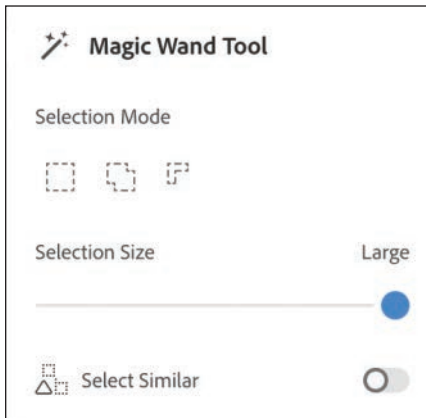 Magic Wand Tool
Selection Mode
Selection Size Large
Select Similar